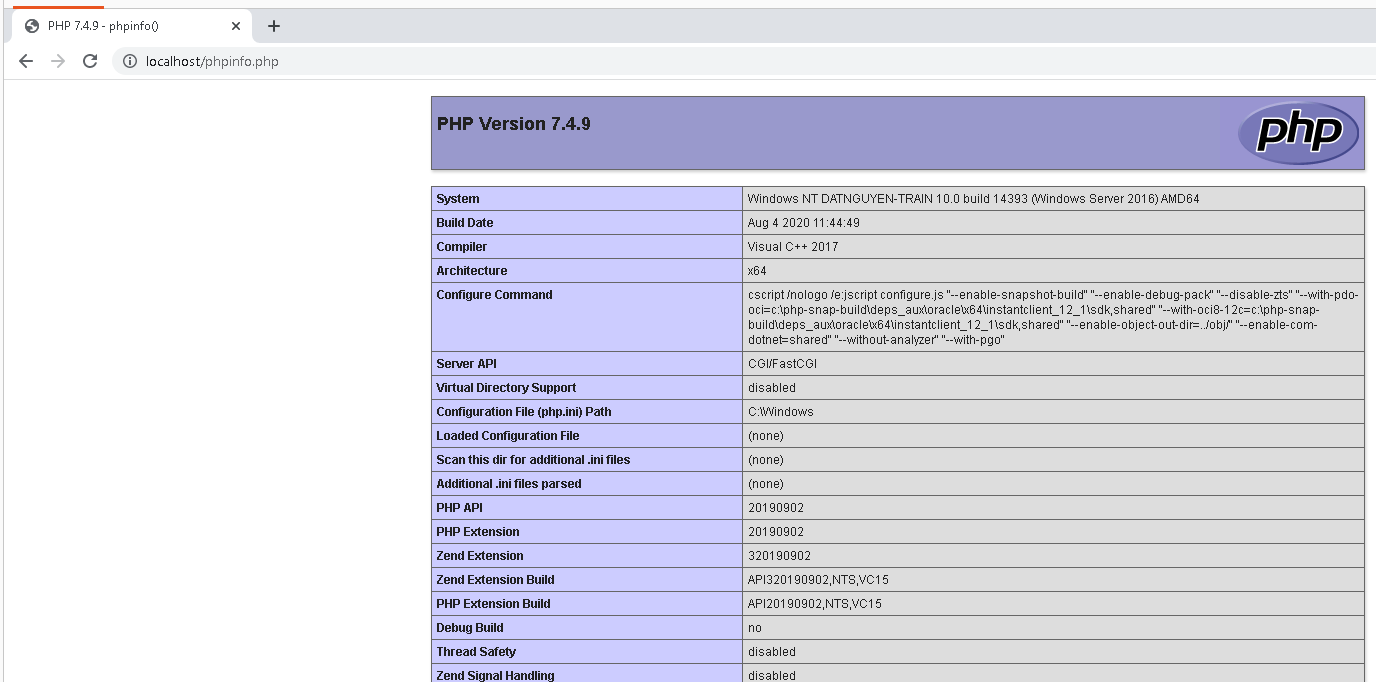 PHP 7.4.9 - phpinfo()
localhost/phpinfo.php
PHP Version 7.4.9
php
System Windows NT DATNGUYEN-TRAIN 10.0 build 14393 (Windows Server 2016) AMD64
Build Date Aug 4 2020 11:44:49
Compiler Visual C++ 2017
Architecture x64
Configure Command cscript /nologo /e:jscript configure.js "--enable-snapshot-build" "--enable-debug-pack" "--disable-zts" "--with-pdo-
oci=c:\php-snap-build\deps_aux\oracle\x64\instantclient_12_1\sdk,shared" "--with-oci8-12c=c:\php-snap-
build\deps_aux\oracle\x64\instantclient_12_1\sdk,shared" "--enable-object-out-dir=../obj/" "--enable-com-
dotnet=shared" "--without-analyzer" "--with-pgo"
Server API CGI/FastCGI
Virtual Directory Support disabled
Configuration File (php.ini) Path C:\Windows
Loaded Configuration File (none)
Scan this dir for additional .ini files (none)
Additional .ini files parsed (none)
PHP API 20190902
PHP Extension 20190902
Zend Extension 320190902
Zend Extension Build API320190902,NTS,VC15
PHP Extension Build API20190902,NTS,VC15
Debug Build no
Thread Safety disabled
Zend Signal Handling disabled